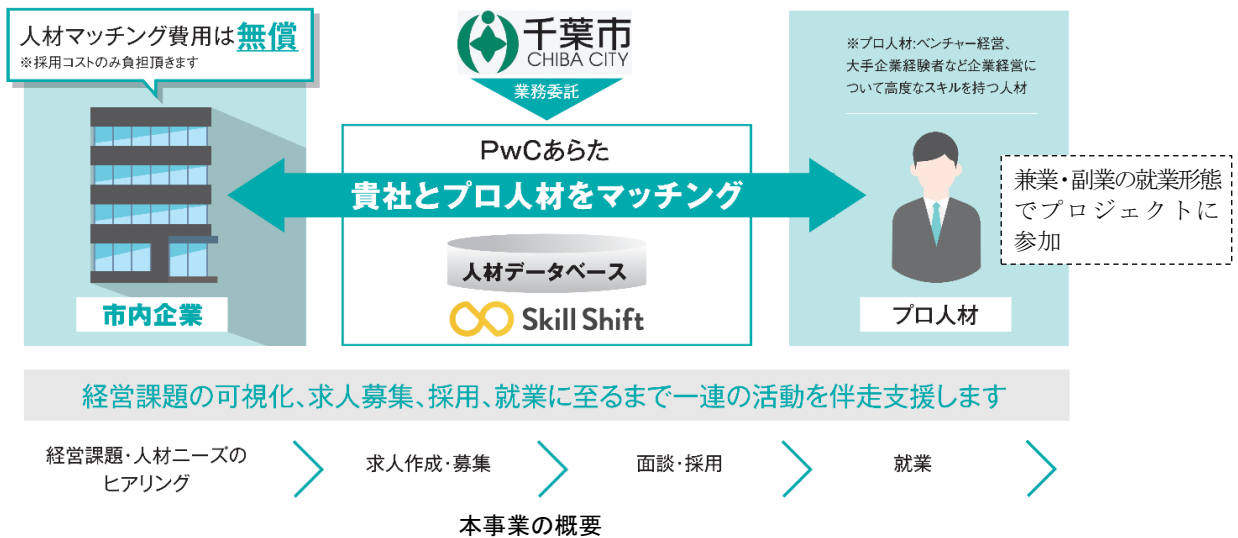 人材マッチング費用は無償
※採用コストのみ負担頂きます
千葉市
CHIBA CITY
業務委託
※プロ人材:ベンチャー経営、
大手企業経験者など企業経営に
ついて高度なスキルを持つ人材
PwCあらた
貴社とプロ人材をマッチング
兼業・副業の就業形態
でプロジェクトに
参加
人材データベース
Skill Shift
市内企業
プロ人材
経営課題の可視化、求人募集、採用、就業に至るまで一連の活動を伴走支援します
経営課題・人材ニーズの
ヒアリング
求人作成・募集
面談・採用
就業
本事業の概要